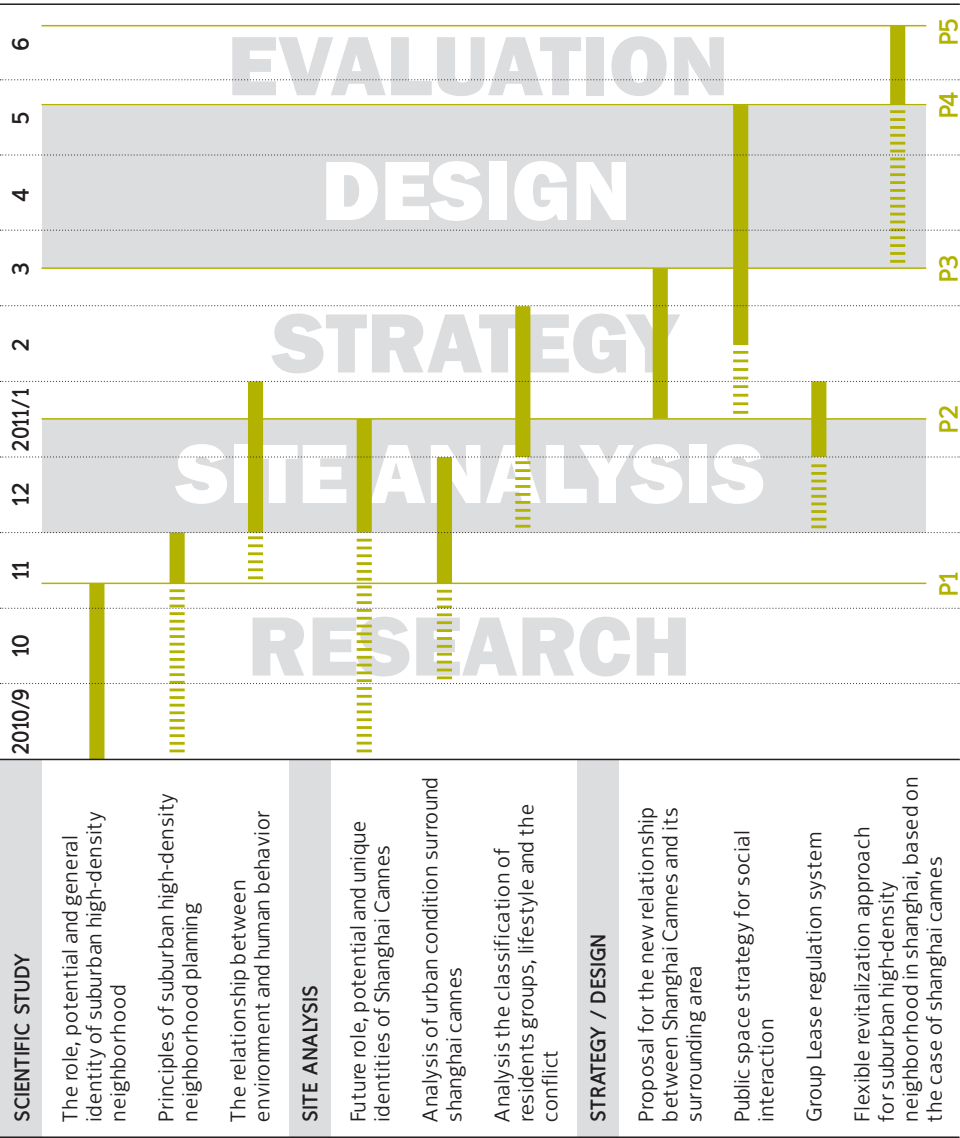 SCIENTIFIC STUDY
The role, potential and general
identity of suburban high-density
neighborhood
Principles of suburban high-density
neighborhood planning
The relationship between
environment and human behavior
SITE ANALYSIS
Future role, potential and unique
identities of Shanghai Cannes
Analysis of urban condition surround
shanghai cannes
Analysis the classification of
residents groups, lifestyle and the
conflict
STRATEGY / DESIGN
Proposal for the new relationship
between Shanghai Cannes and its
surrounding area
Public space strategy for social
interaction
Group Lease regulation system
Flexible revitalization approach
for suburban high-density
neighborhood in shanghai, based on
the case of shanghai cannes
2010/9
10
11
12
2011/1
2
3
4
5
6
RESEARCH
SITE ANALYSIS
STRATEGY
DESIGN
EVALUATION
P1
P2
P3
P4
P5